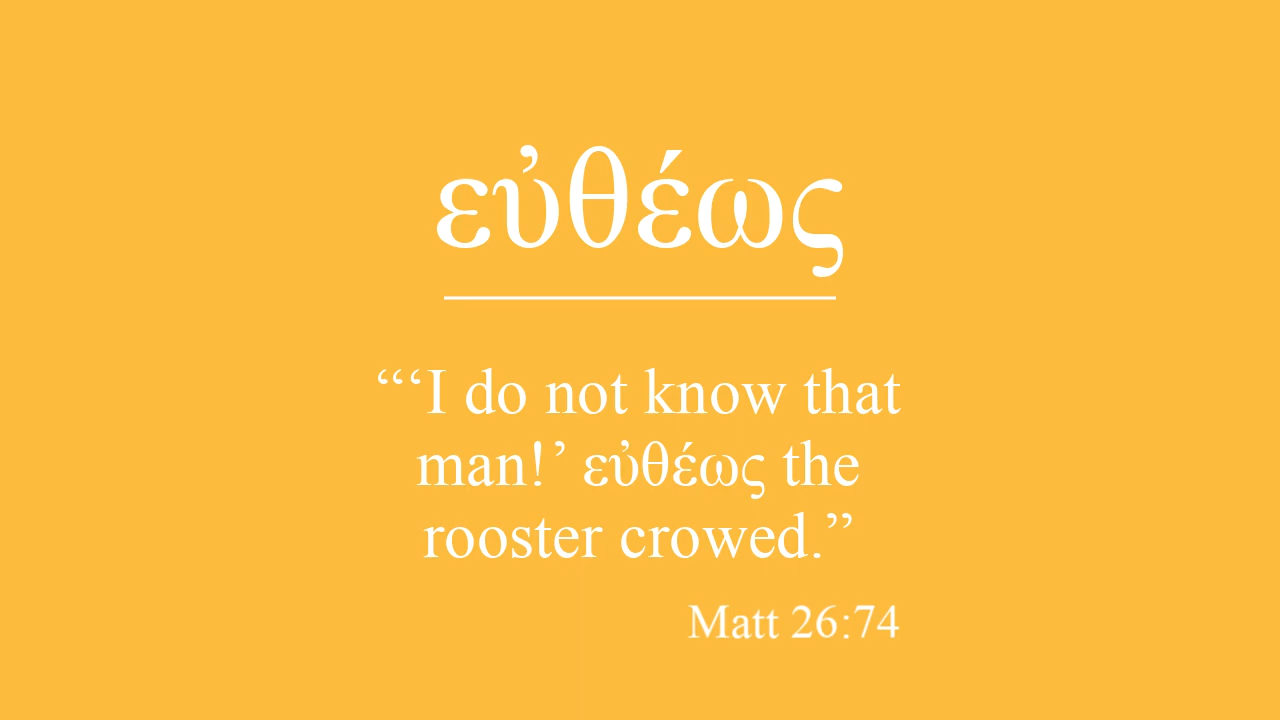 εὐθέως
“‘I do not know that
man!’ εὐθέως the
rooster crowed.”
Matt 26:74